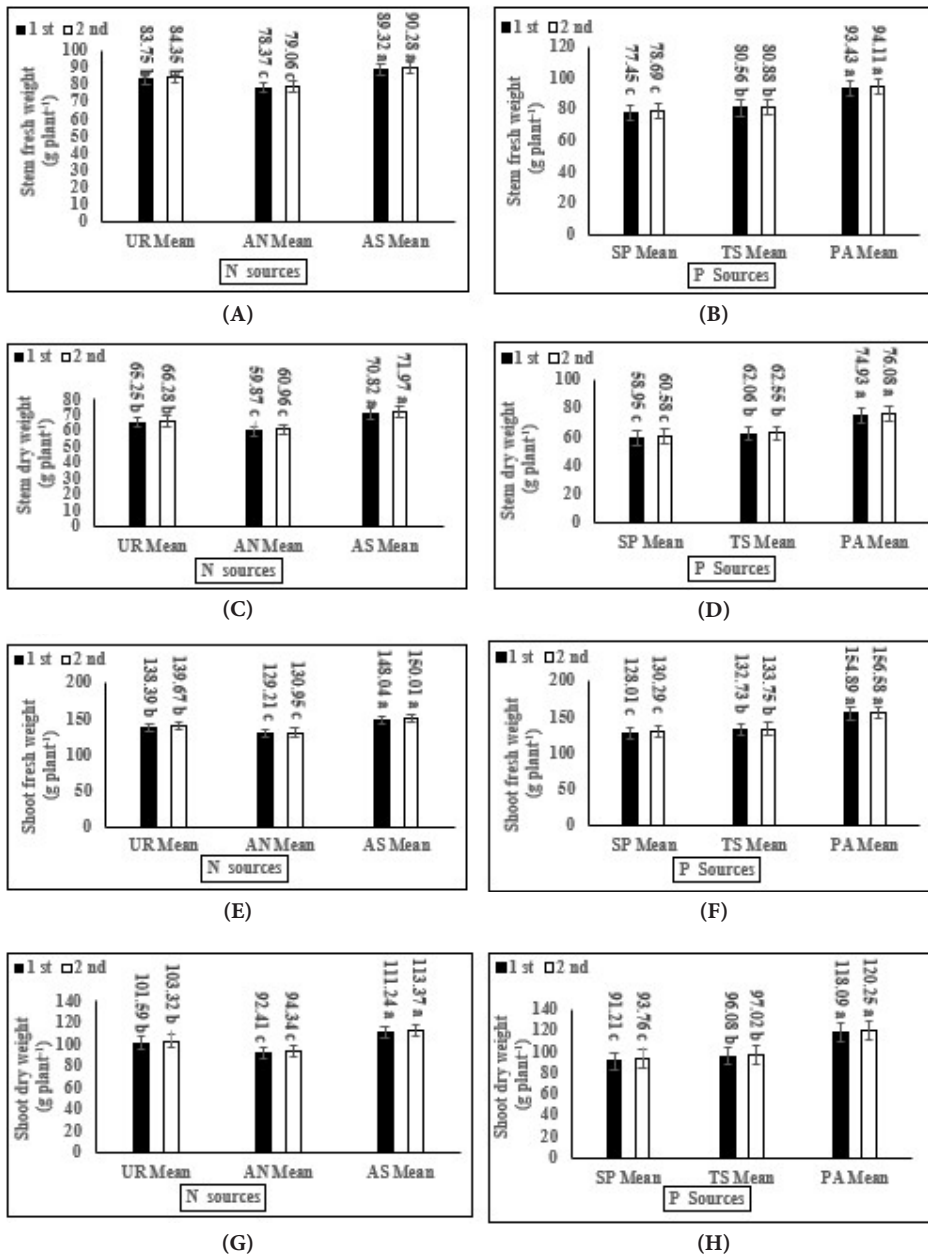 ■1 st □2 nd
83.75 b 84.35 b 78.37 c 79.06 c 89.32 a 90.28 a
Stem fresh weight
(g plant⁻¹)
100
90
80
70
60
50
40
30
20
10
0
UR Mean AN Mean AS Mean
N sources
(A)
■1 st □2 nd
77.45 c 78.69 c 80.56 b 80.88 b 93.43 a 94.11 a
Stem fresh weight
(g plant⁻¹)
120
100
80
60
40
20
0
SP Mean TS Mean PA Mean
P Sources
(B)
■1 st □2 nd
65.25 b 66.28 b 59.87 c 60.96 c 70.82 a 71.97 a
Stem dry weight
(g plant⁻¹)
80
70
60
50
40
30
20
10
0
UR Mean AN Mean AS Mean
N sources
(C)
■1 st □2 nd
58.95 c 60.58 c 62.06 b 62.55 b 74.93 a 76.08 a
Stem dry weight
(g plant⁻¹)
100
80
60
40
20
0
SP Mean TS Mean PA Mean
P Sources
(D)
■1 st □2 nd
138.39 b 139.67 b 129.21 c 130.95 c 148.04 a 150.01 a
Shoot fresh weight
(g plant⁻¹)
200
150
100
50
0
UR Mean AN Mean AS Mean
N sources
(E)
■1 st □2 nd
128.01 c 130.29 c 132.73 b 133.75 b 154.89 a 156.58 a
Shoot fresh weight
(g plant⁻¹)
200
150
100
50
0
SP Mean TS Mean PA Mean
P Sources
(F)
■1 st □2 nd
101.59 b 103.32 b 92.41 c 94.34 c 111.24 a 113.37 a
Shoot dry weight
(g plant⁻¹)
140
120
100
80
60
40
20
0
UR Mean AN Mean AS Mean
N sources
(G)
■1 st □2 nd
91.21 c 93.76 c 96.08 b 97.02 b 118.09 a 120.25 a
Shoot dry weight
(g plant⁻¹)
140
120
100
80
60
40
20
0
SP Mean TS Mean PA Mean
P Sources
(H)